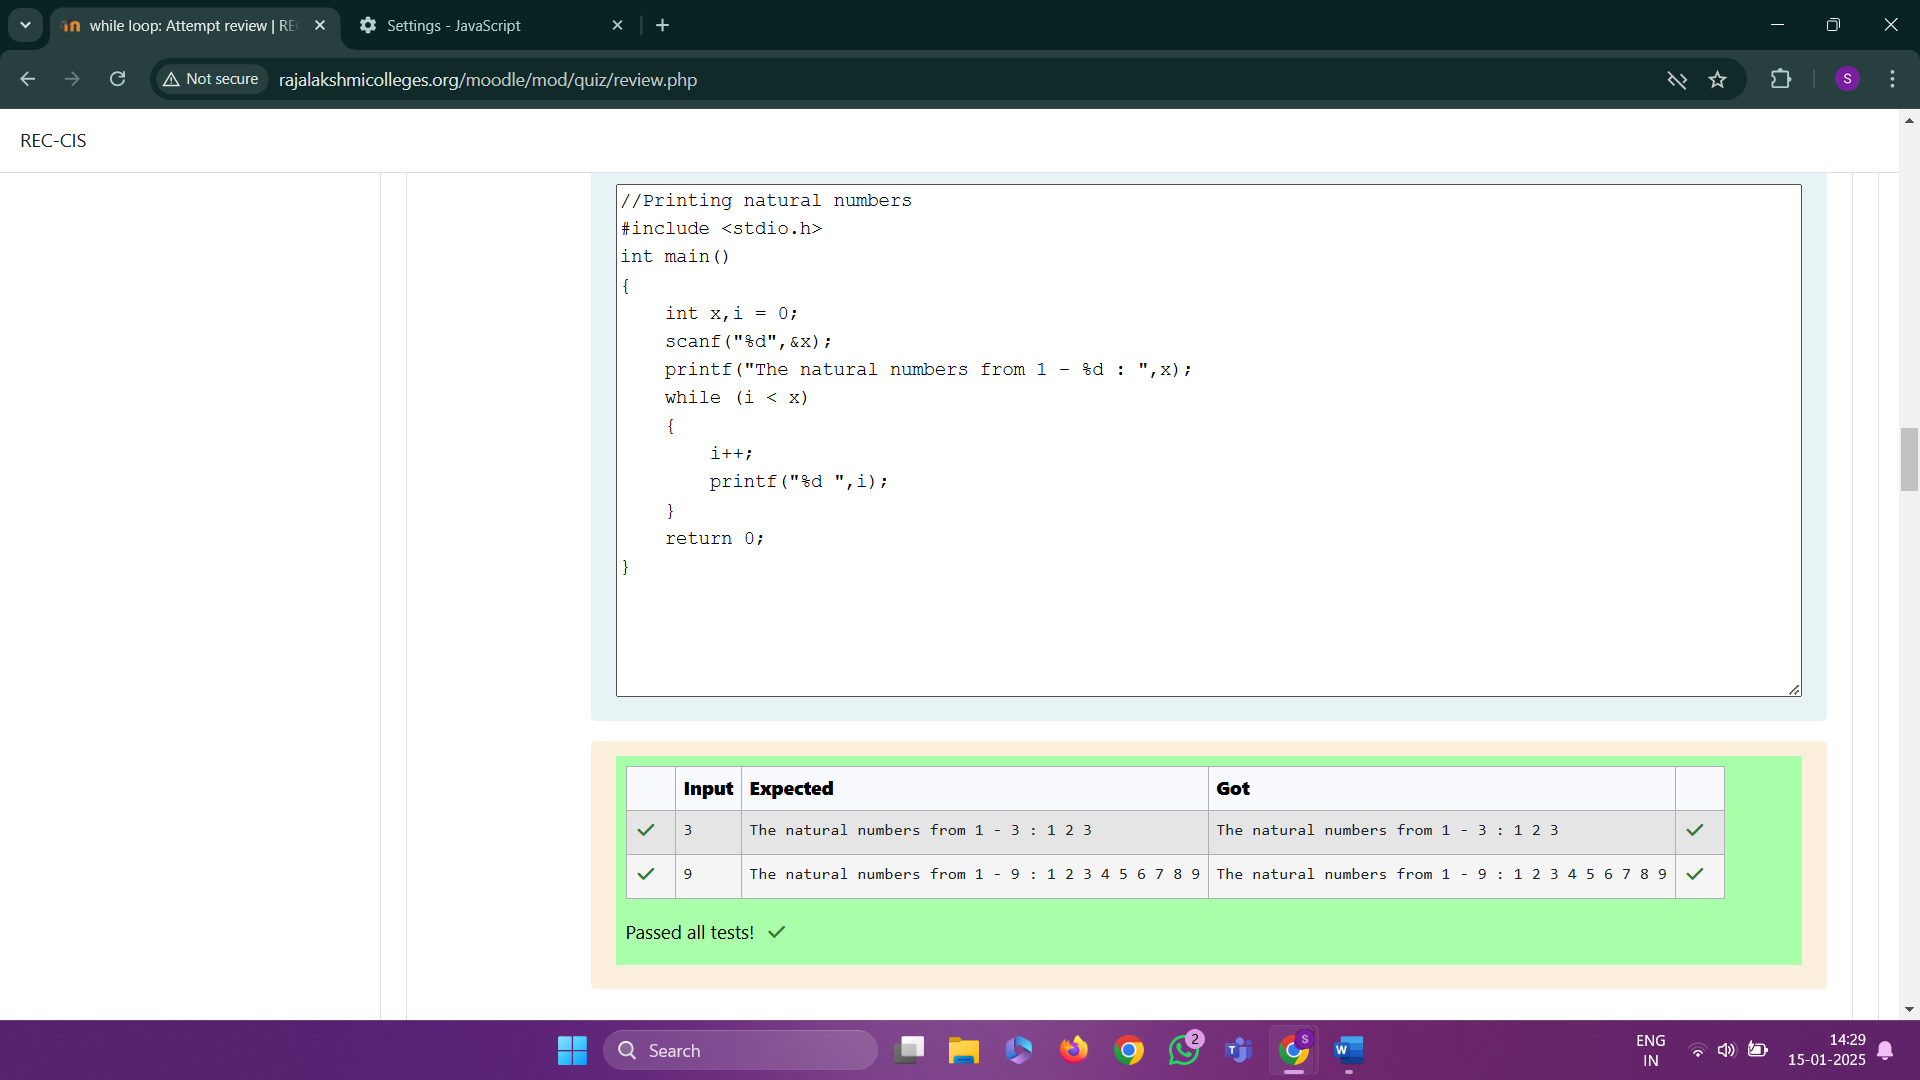 while loop: Attempt review | RE
Settings - JavaScript
Not secure
rajalakshmicolleges.org/moodle/mod/quiz/review.php
S
REC-CIS
//Printing natural numbers
#include <stdio.h>
int main()
{
    int x,i = 0;
    scanf("%d",&x);
    printf("The natural numbers from 1 - %d : ",x);
    while (i < x)
    {
        i++;
        printf("%d ",i);
    }
    return 0;
}
Input Expected Got
3 The natural numbers from 1 - 3 : 1 2 3 The natural numbers from 1 - 3 : 1 2 3
9 The natural numbers from 1 - 9 : 1 2 3 4 5 6 7 8 9 The natural numbers from 1 - 9 : 1 2 3 4 5 6 7 8 9
Passed all tests!
Search
2
T
S
W
ENG
IN
14:29
15-01-2025